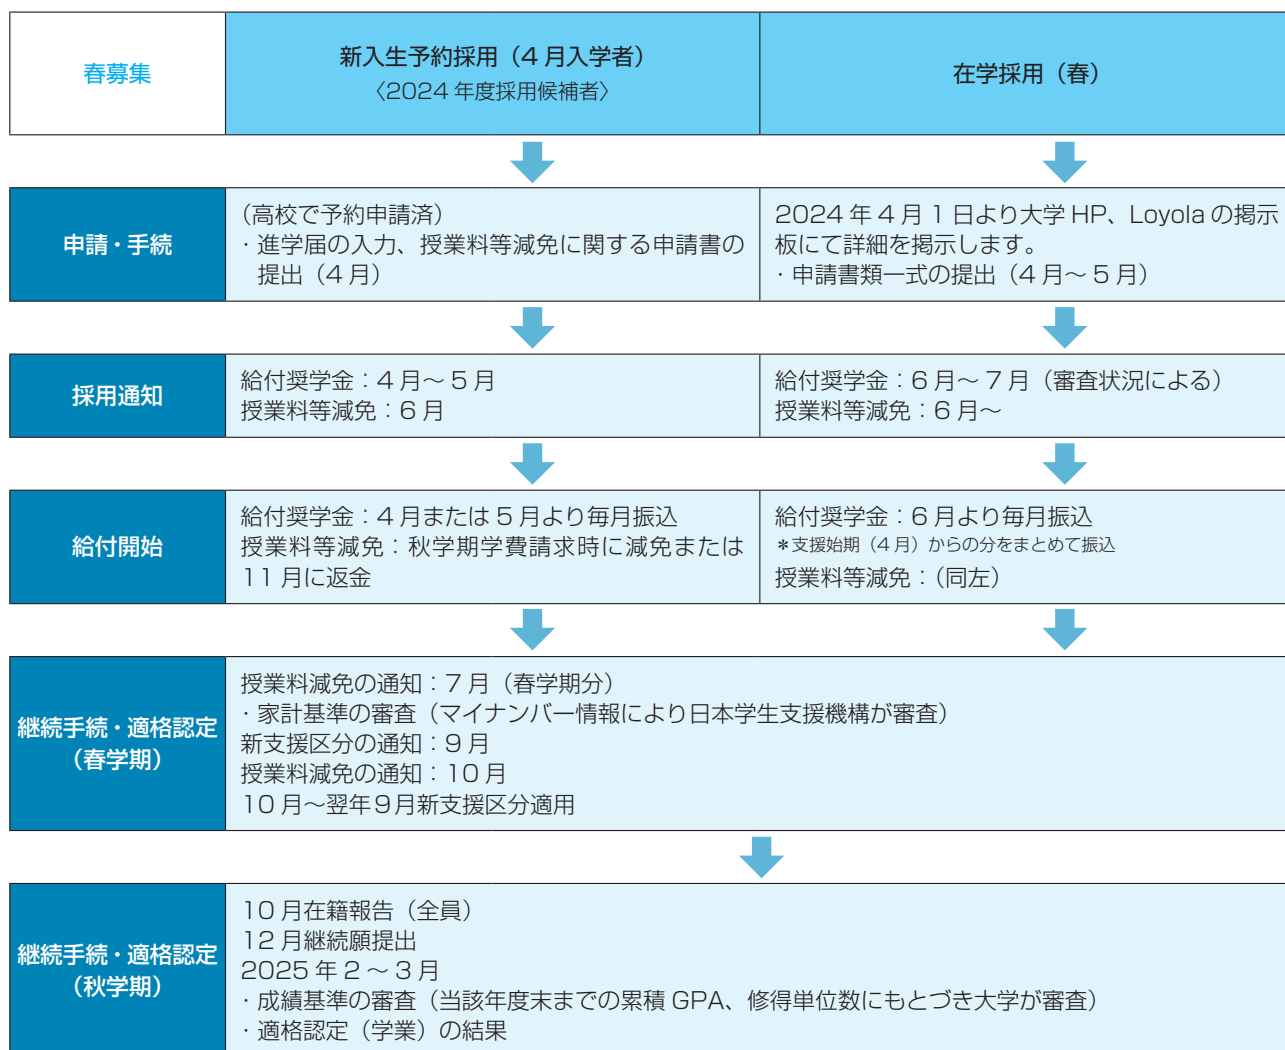 春募集
新入生予約採用（4 月入学者）
〈2024 年度採用候補者〉
在学採用（春）
申請・手続
（高校で予約申請済）
・進学届の入力、授業料等減免に関する申請書の
提出（4 月）
2024 年 4 月 1 日より大学 HP、Loyola の掲示
板にて詳細を掲示します。
・申請書類一式の提出（4 月～ 5 月）
採用通知
給付奨学金：4 月～ 5 月
授業料等減免：6 月
給付奨学金：6 月～ 7 月（審査状況による）
授業料等減免：6 月～
給付開始
給付奨学金：4 月または 5 月より毎月振込
授業料等減免：秋学期学費請求時に減免または
11 月に返金
給付奨学金：6 月より毎月振込
＊支援始期（4 月）からの分をまとめて振込
授業料等減免：（同左）
継続手続・適格認定
（春学期）
授業料減免の通知：7 月（春学期分）
・家計基準の審査（マイナンバー情報により日本学生支援機構が審査）
新支援区分の通知：9 月
授業料減免の通知：10 月
10 月～翌年 9 月新支援区分適用
継続手続・適格認定
（秋学期）
10 月在籍報告（全員）
12 月継続願提出
2025 年 2 ～ 3 月
・成績基準の審査（当該年度末までの累積 GPA、修得単位数にもとづき大学が審査）
・適格認定（学業）の結果